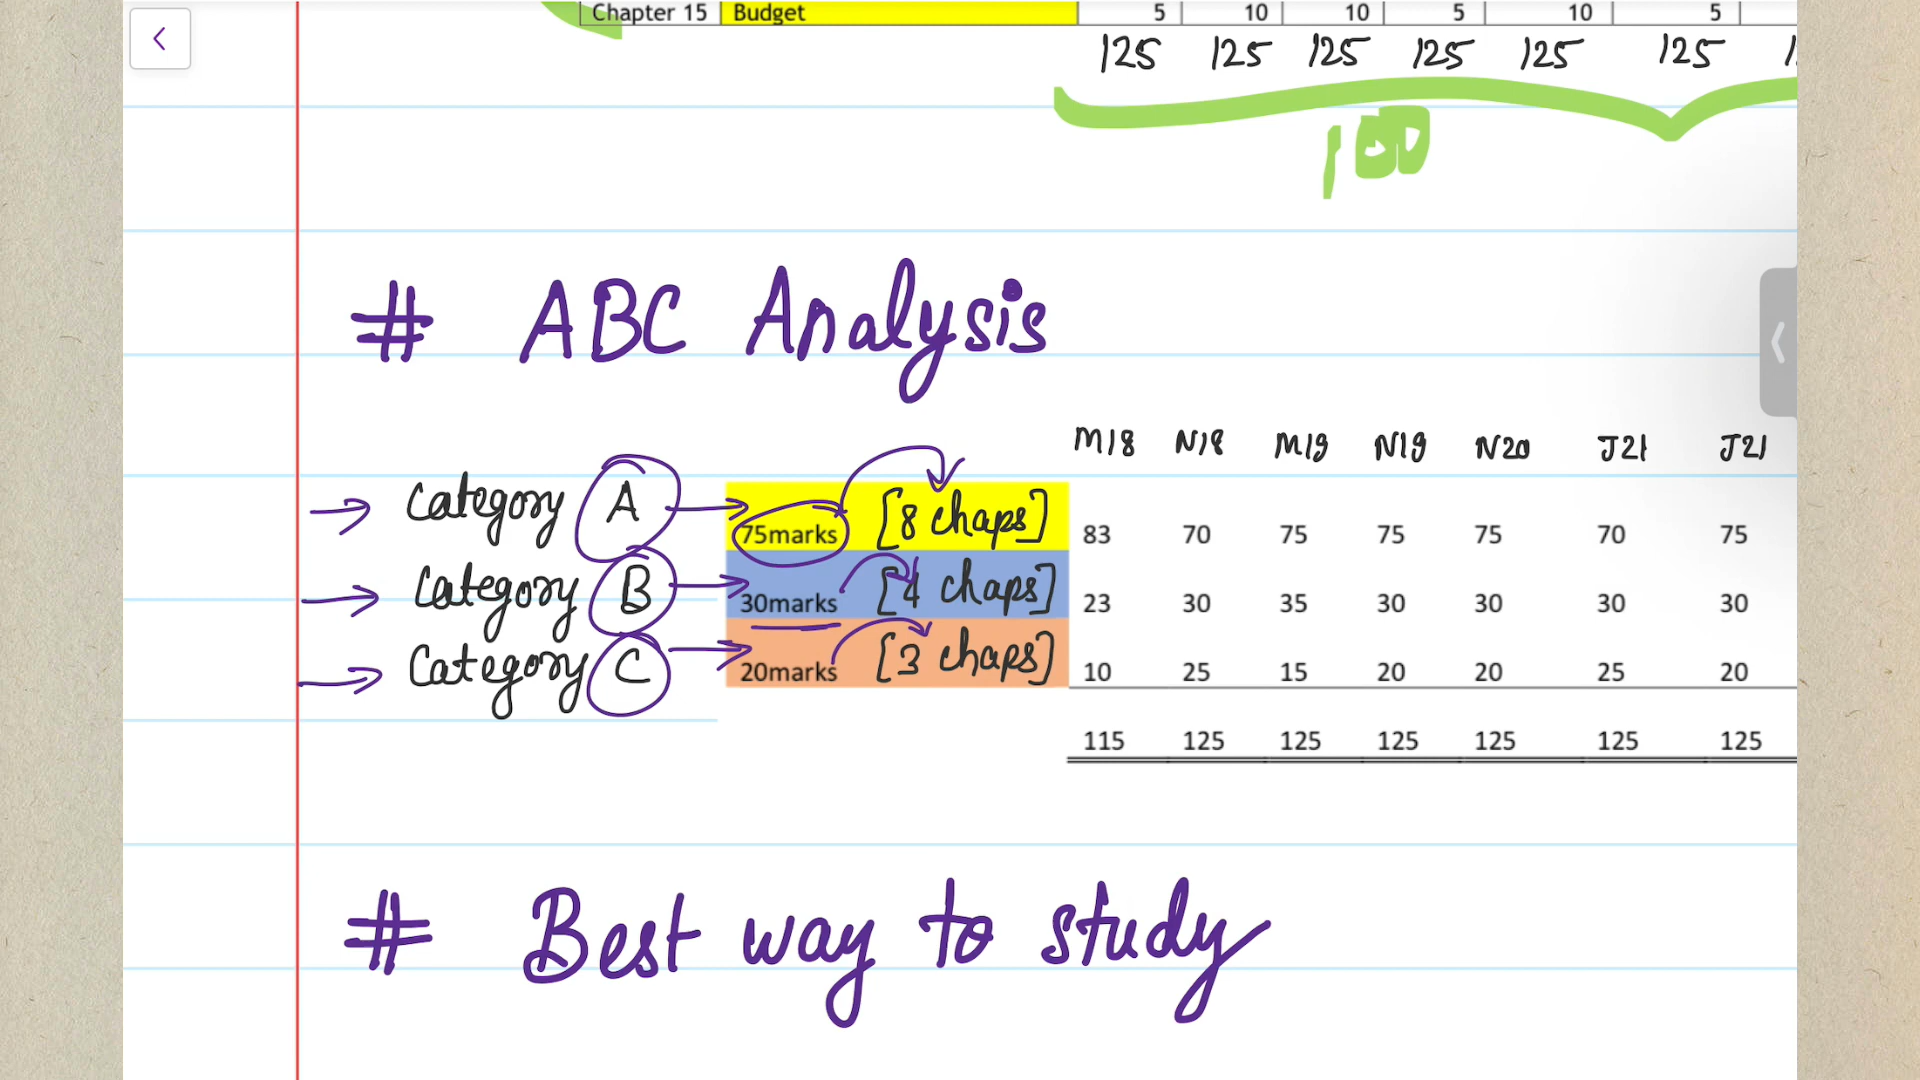 Chapter 15 Budget 5 10 10 5 10 5
125 125 125 125 125 125
100
# ABC Analysis
M18 N18 M19 N19 N20 J21 J21
→ Category A → 75marks [8 chaps] 83 70 75 75 75 70 75
→ Category B → 30marks [4 chaps] 23 30 35 30 30 30 30
→ Category C → 20marks [3 chaps] 10 25 15 20 20 25 20
115 125 125 125 125 125 125
# Best way to study